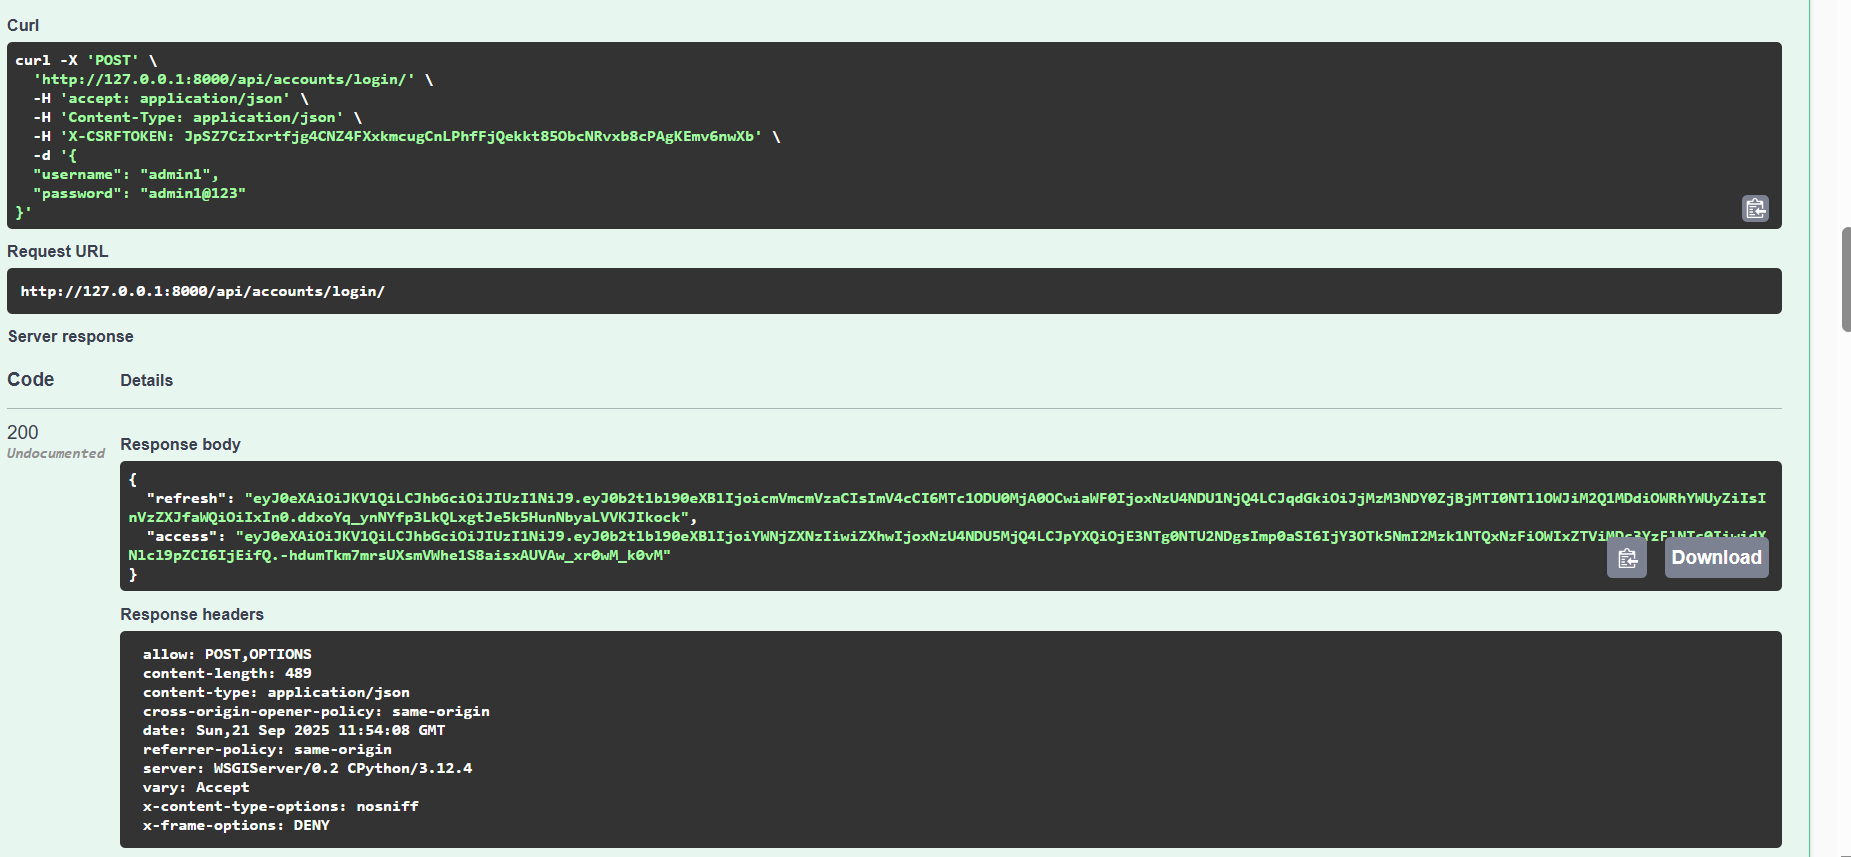 Curl
curl -X 'POST' \
'http://127.0.0.1:8000/api/accounts/login/' \
-H 'accept: application/json' \
-H 'Content-Type: application/json' \
-H 'X-CSRFTOKEN: JpSZ7CzIxrtfjg4CNZ4FXxkmcugCnLPhfFjQekkt85ObcNRvxb8cPAgKEmv6nwXb' \
-d '{
"username": "admin1",
"password": "admin1@123"
}'
Request URL
http://127.0.0.1:8000/api/accounts/login/
Server response
Code Details
200
Undocumented
Response body
{
"refresh": "eyJ0eXAiOiJKV1QiLCJhbGciOiJIUzI1NiJ9.eyJ0b2tlbl90eXBlIjoicmVmcmVzaCIsImV4cCI6MTc1ODU0MjA0OCwiaWF0IjoxNzU4NDU1NjQ4LCJqdGkiOiJjMzM3NDY0ZjBjMTI0NTllOWJiM2Q1MDdiOWRhYWUyZiIsI
nVzZXJfaWQiOiIxIn0.ddxoYq_ynNYfp3LkQLxgtJe5k5HunNbyaLVVKJIkock",
"access": "eyJ0eXAiOiJKV1QiLCJhbGciOiJIUzI1NiJ9.eyJ0b2tlbl90eXBlIjoiYWNjZXNzIiwiZXhwIjoxNzU4NDU5MjQ4LCJpYXQiOjE3NTg0NTU2NDgsImp0aSI6IjY3OTk5NmI2Mzk1NTQxNzFiOWIxZTViMDc3YzF1NTc0IiwidX
Nlcl9pZCI6IjEifQ.-hdumTkm7mrsUXsmVWhe1S8aisxAUVAw_xr0wM_k0vM"
}
Download
Response headers
allow: POST,OPTIONS
content-length: 489
content-type: application/json
cross-origin-opener-policy: same-origin
date: Sun,21 Sep 2025 11:54:08 GMT
referrer-policy: same-origin
server: WSGIServer/0.2 CPython/3.12.4
vary: Accept
x-content-type-options: nosniff
x-frame-options: DENY